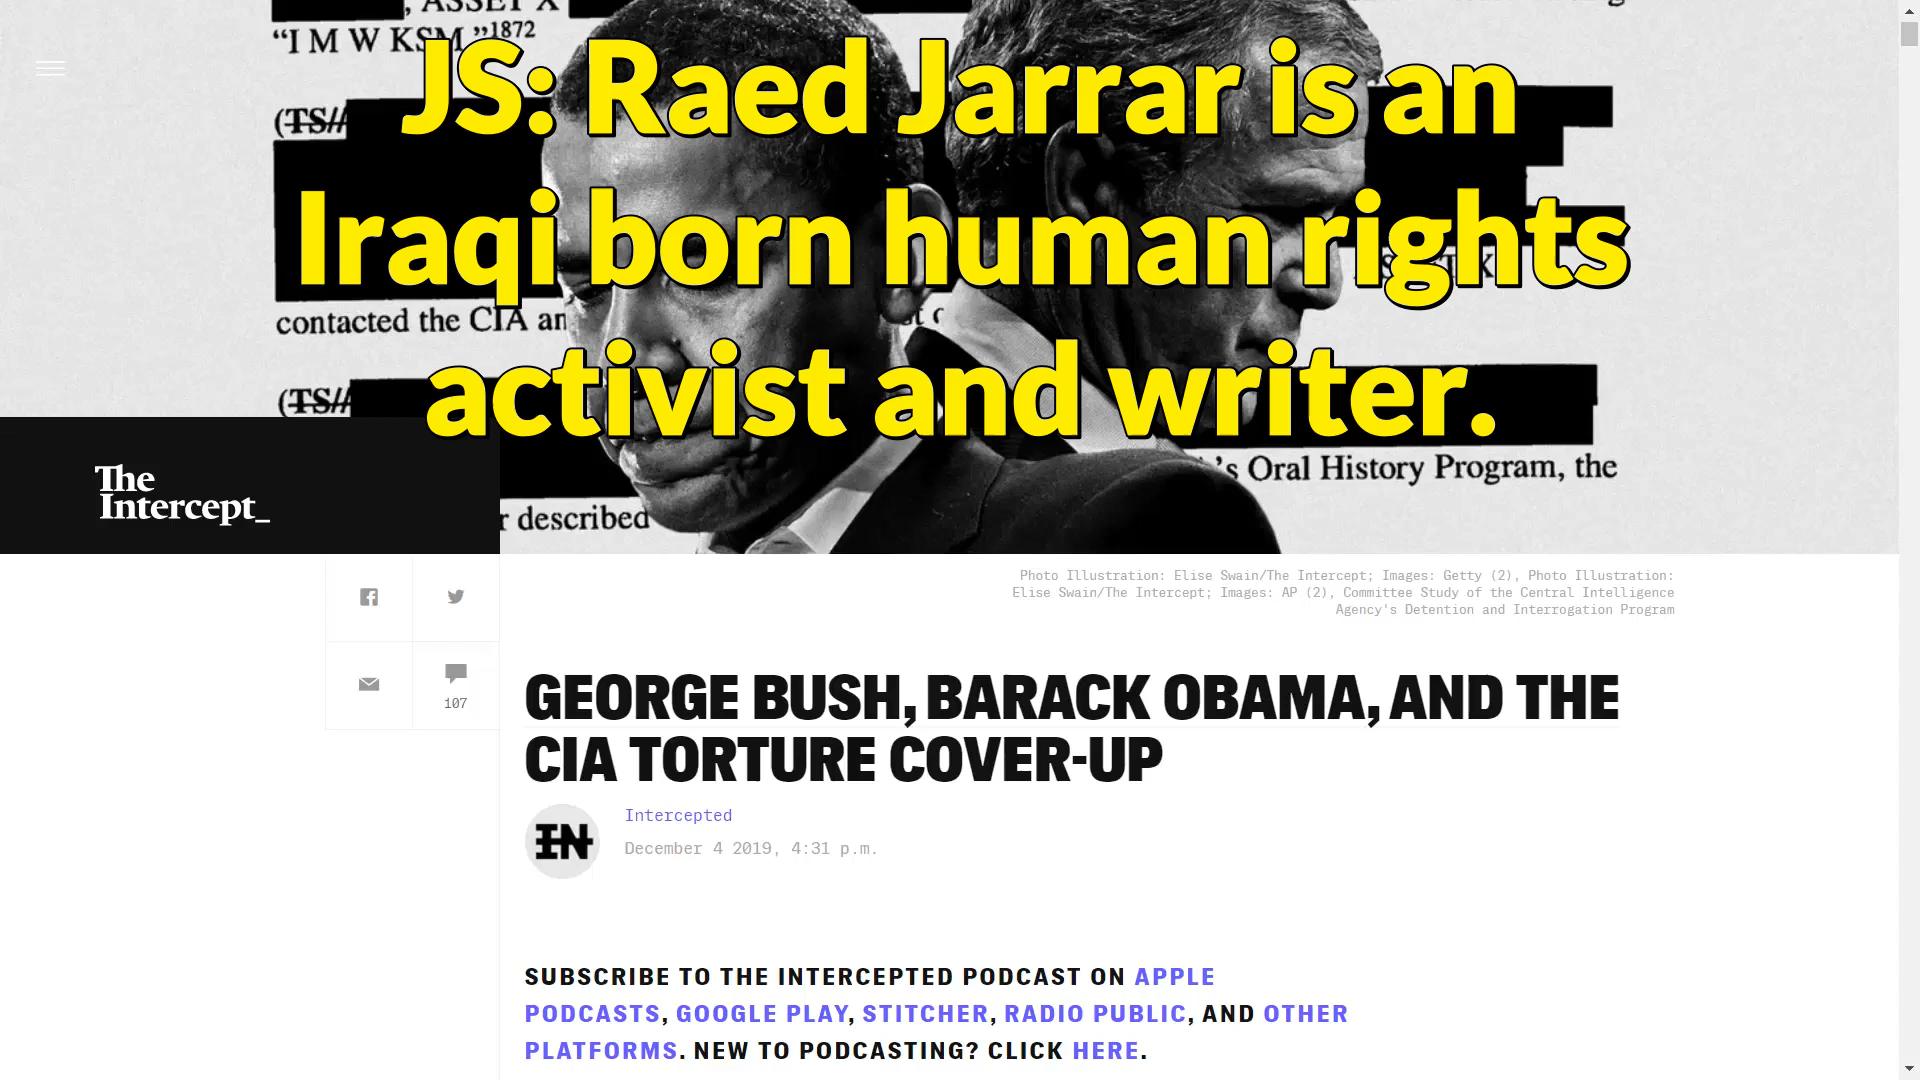 , ASSET X
“I M W KSM.”1872
JS: Raed Jarrar is an
(TS//
Iraqi born human rights
contacted the CIA an
activist and writer.
(TS//
's Oral History Program, the
The
Intercept_
r described
Photo Illustration: Elise Swain/The Intercept; Images: Getty (2), Photo Illustration:
Elise Swain/The Intercept; Images: AP (2), Committee Study of the Central Intelligence
Agency's Detention and Interrogation Program
107
GEORGE BUSH, BARACK OBAMA, AND THE
CIA TORTURE COVER-UP
IN
Intercepted
December 4 2019, 4:31 p.m.
SUBSCRIBE TO THE INTERCEPTED PODCAST ON APPLE
PODCASTS, GOOGLE PLAY, STITCHER, RADIO PUBLIC, AND OTHER
PLATFORMS. NEW TO PODCASTING? CLICK HERE.